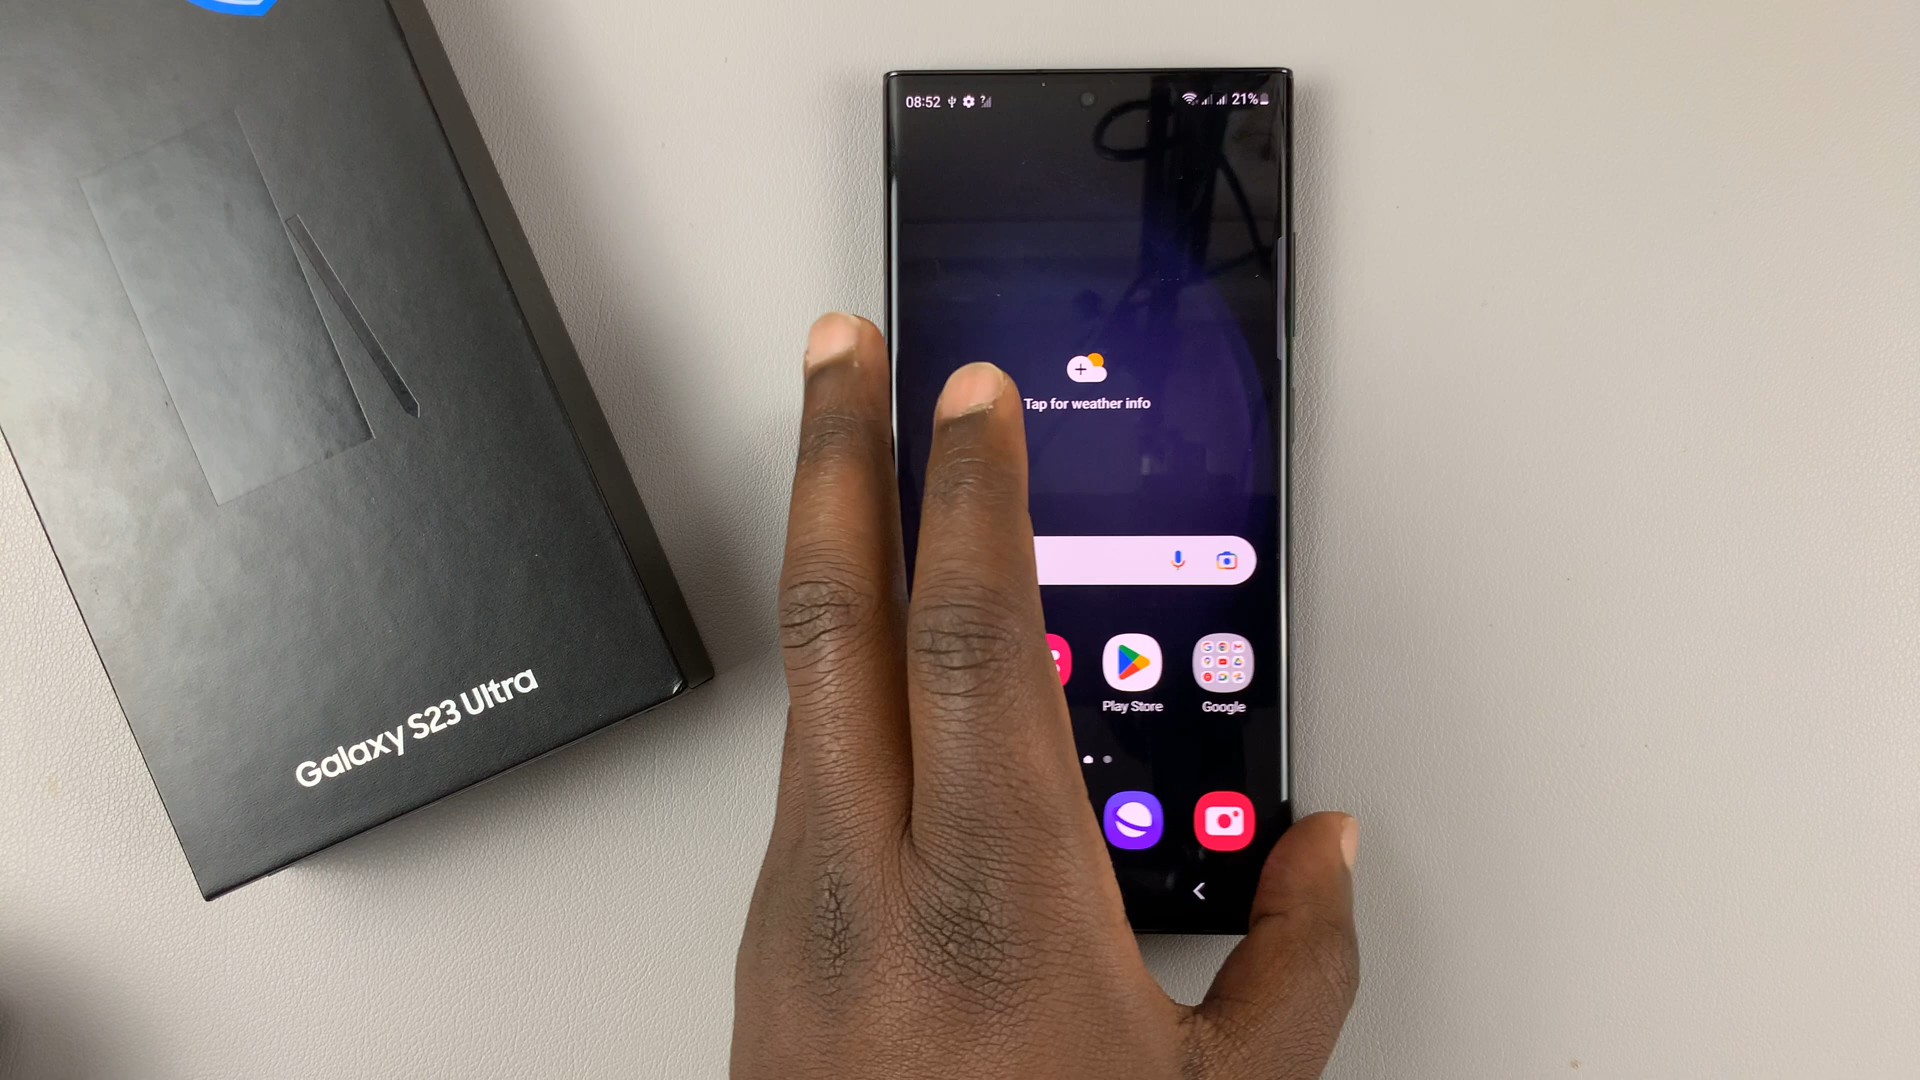 08:52
21%
Tap for weather info
Play Store
Google
Galaxy S23 Ultra